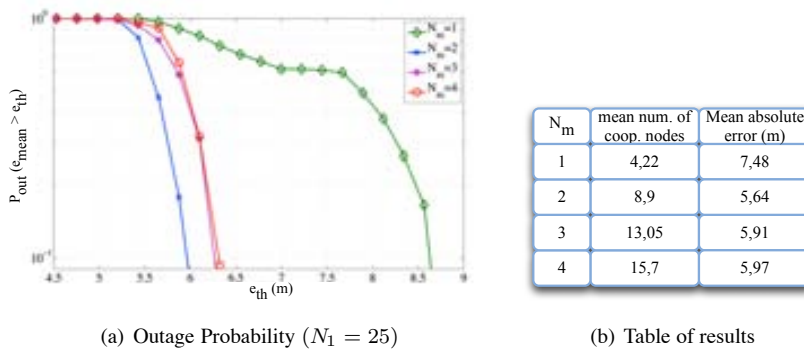 10^0
N_m=1
N_m=2
N_m=3
N_m=4
P_out (e_mean > e_th)
10^-1
4.5 5 5.5 6 6.5 7 7.5 8 8.5 9
e_th (m)
(a) Outage Probability (N_1 = 25)
N_m mean num. of coop. nodes Mean absolute error (m)
1 4,22 7,48
2 8,9 5,64
3 13,05 5,91
4 15,7 5,97
(b) Table of results